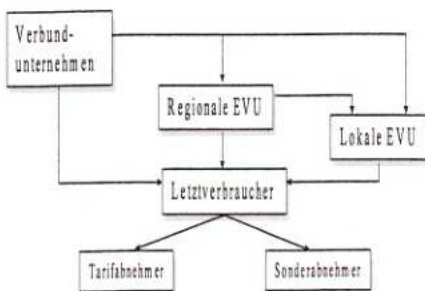 Verbund-
unternehmen
Regionale EVU
Lokale EVU
Letztverbraucher
Tarifabnehmer
Sonderabnehmer